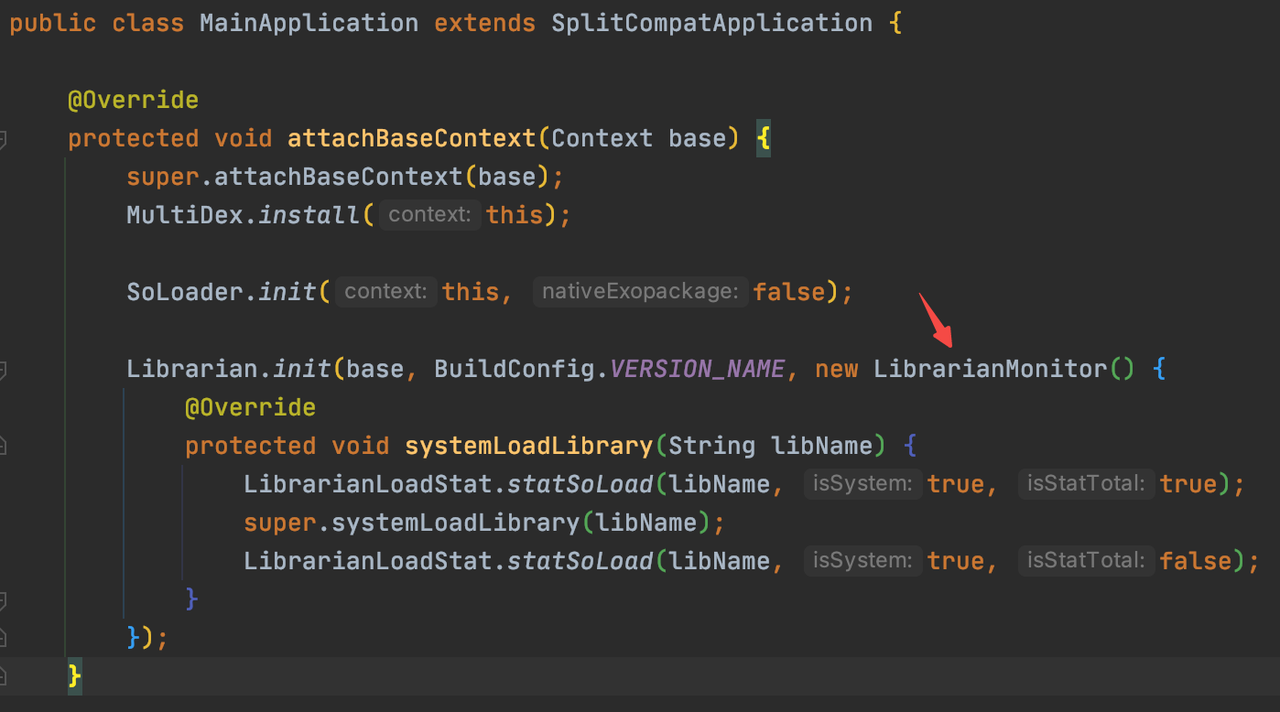 public class MainApplication extends SplitCompatApplication {
@Override
protected void attachBaseContext(Context base) {
super.attachBaseContext(base);
MultiDex.install( context: this);
SoLoader.init( context: this, nativeExopackage: false);
Librarian.init(base, BuildConfig.VERSION_NAME, new LibrarianMonitor() {
@Override
protected void systemLoadLibrary(String libName) {
LibrarianLoadStat.statSoLoad(libName, isSystem: true, isStatTotal: true);
super.systemLoadLibrary(libName);
LibrarianLoadStat.statSoLoad(libName, isSystem: true, isStatTotal: false);
}
});
}